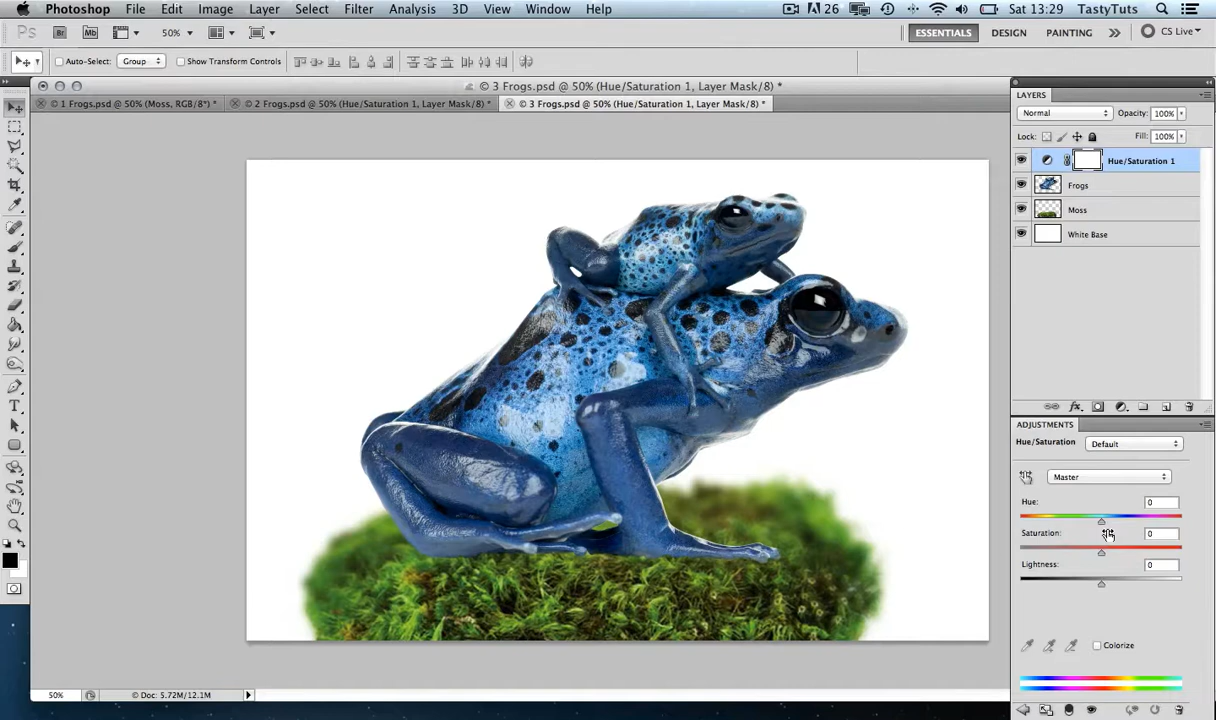 Photoshop File Edit Image Layer Select Filter Analysis 3D View Window Help 26 Sat 13:29 TastyTuts
Ps Br Mb 50% ESSENTIALS DESIGN PAINTING CS Live
Auto-Select: Group Show Transform Controls
3 Frogs.psd @ 50% (Hue/Saturation 1, Layer Mask/8) *
1 Frogs.psd @ 50% (Moss, RGB/8*) *
2 Frogs.psd @ 50% (Hue/Saturation 1, Layer Mask/8) *
3 Frogs.psd @ 50% (Hue/Saturation 1, Layer Mask/8) *
LAYERS
Normal Opacity: 100%
Lock: Fill: 100%
Hue/Saturation 1
Frogs
Moss
White Base
fx
ADJUSTMENTS
Hue/Saturation Default
Master
Hue: 0
Saturation: 0
Lightness: 0
Colorize
50% Doc: 5.72M/12.1M